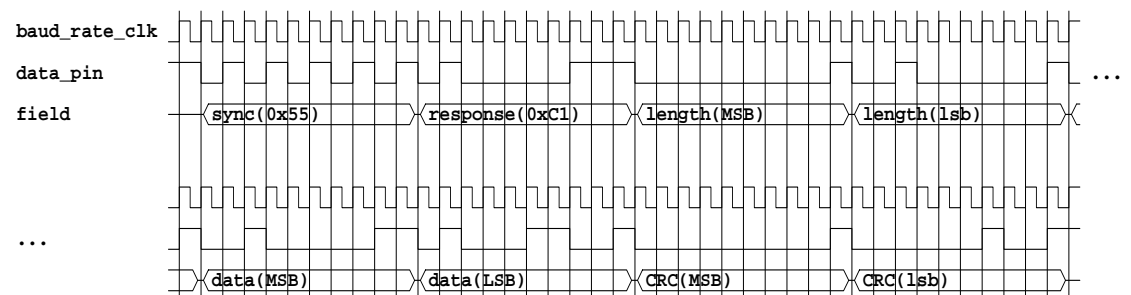 baud_rate_clk
data_pin ...
field sync(0x55) response(0xC1) length(MSB) length(lsb)
...
data(MSB) data(LSB) CRC(MSB) CRC(lsb)